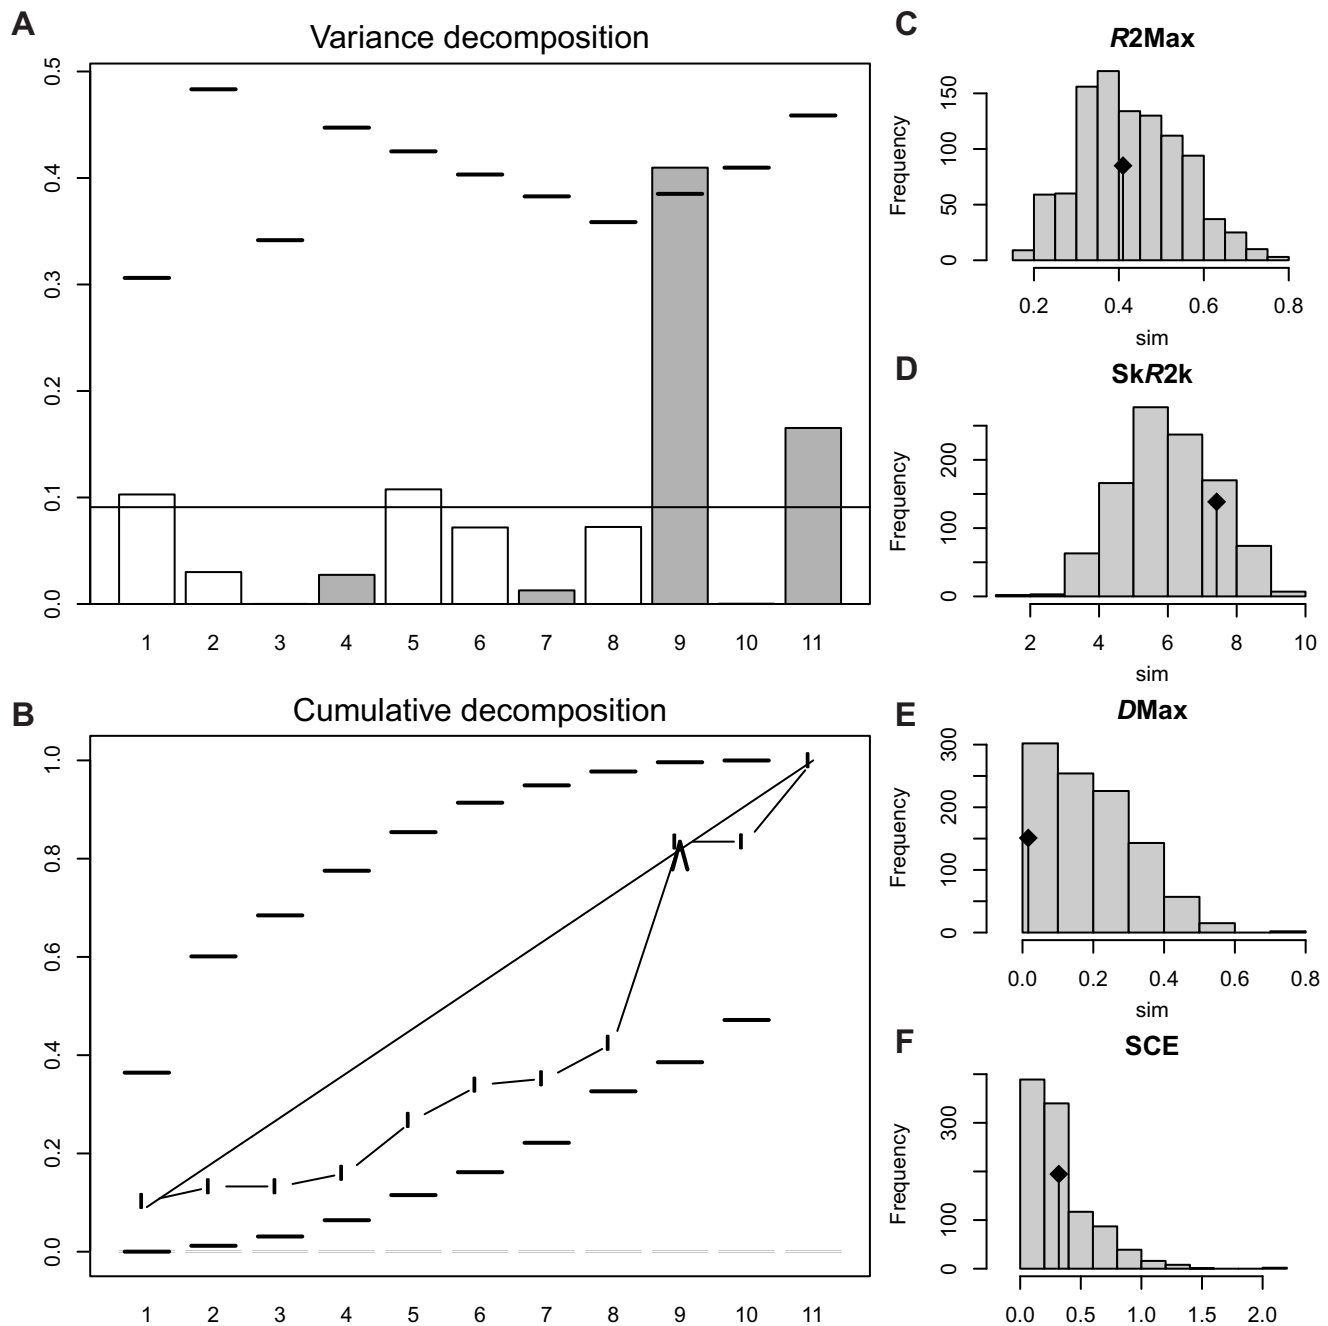 A
Variance decomposition
0.5
0.4
0.3
0.2
0.1
0.0
1 2 3 4 5 6 7 8 9 10 11
B
Cumulative decomposition
1.0
0.8
0.6
0.4
0.2
0.0
1 2 3 4 5 6 7 8 9 10 11
C
R2Max
Frequency
150
100
50
0
0.2 0.4 0.6 0.8
sim
D
SkR2k
Frequency
200
100
0
2 4 6 8 10
sim
E
DMax
Frequency
300
200
100
0
0.0 0.2 0.4 0.6 0.8
sim
F
SCE
Frequency
300
100
0
0.0 0.5 1.0 1.5 2.0